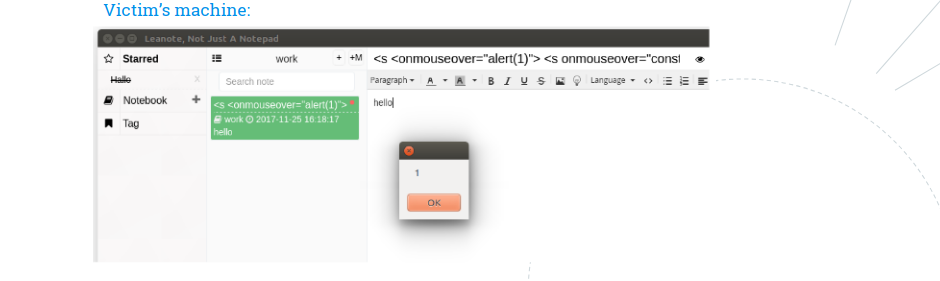 Victim's machine:
Leanote, Not Just A Notepad
Starred
Hallo x
Notebook +
Tag
work + +M
Search note
<s <onmouseover="alert(1)">
work 2017-11-25 16:18:17
hello
<s <onmouseover="alert(1)"> <s onmouseover="const
Paragraph A A B I U S Language <>
hello
1
OK